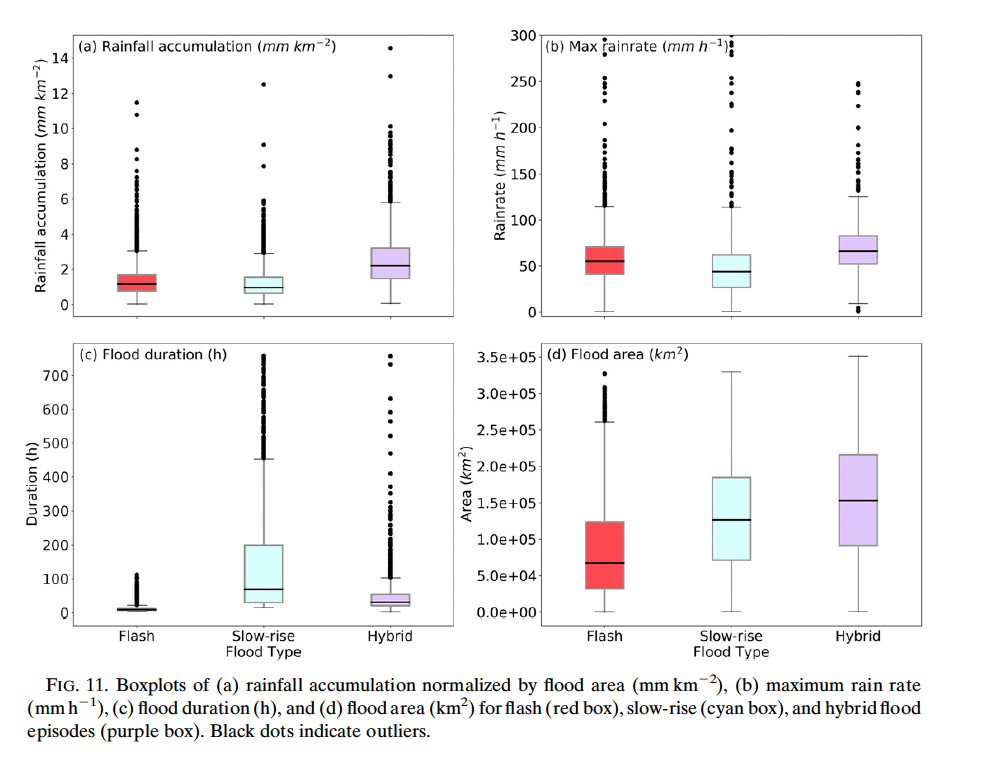 (a) Rainfall accumulation (mm km⁻²)
Rainfall accumulation (mm km⁻²)
14
12
10
8
6
4
2
0
(b) Max rainrate (mm h⁻¹)
Rainrate (mm h⁻¹)
300
250
200
150
100
50
0
(c) Flood duration (h)
Duration (h)
700
600
500
400
300
200
100
0
Flash Slow-rise Hybrid
Flood Type
(d) Flood area (km²)
Area (km²)
3.5e+05
3.0e+05
2.5e+05
2.0e+05
1.5e+05
1.0e+05
5.0e+04
0.0e+00
Flash Slow-rise Hybrid
Flood Type
FIG. 11. Boxplots of (a) rainfall accumulation normalized by flood area (mm km⁻²), (b) maximum rain rate
(mm h⁻¹), (c) flood duration (h), and (d) flood area (km²) for flash (red box), slow-rise (cyan box), and hybrid flood
episodes (purple box). Black dots indicate outliers.